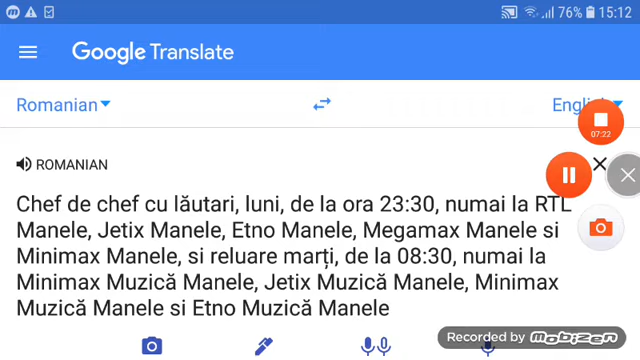 76% 15:12
Google Translate
Romanian
English
07:22
ROMANIAN
Chef de chef cu lăutari, luni, de la ora 23:30, numai la RTL
Manele, Jetix Manele, Etno Manele, Megamax Manele si
Minimax Manele, si reluare marți, de la 08:30, numai la
Minimax Muzică Manele, Jetix Muzică Manele, Minimax
Muzică Manele si Etno Muzică Manele
Recorded by Mobizen